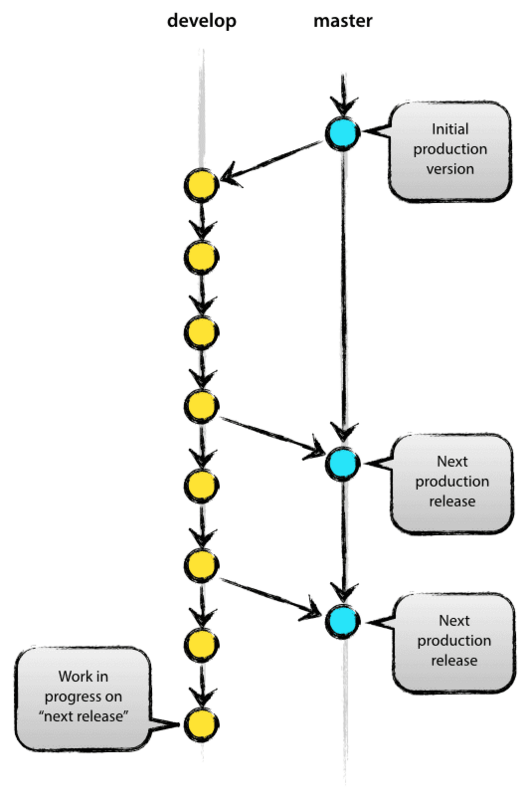 develop
master
Initial
production
version
Next
production
release
Next
production
release
Work in
progress on
“next release”